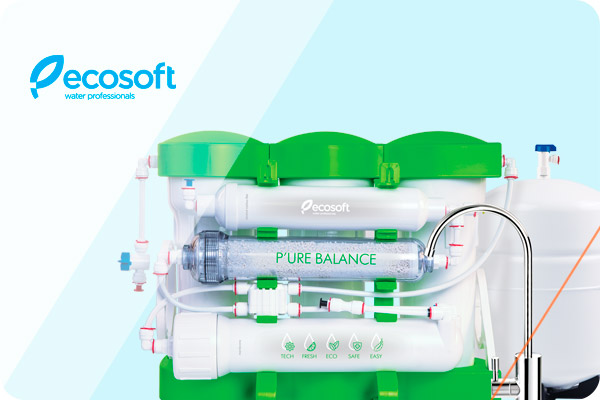 ecosoft
water professionals
ecosoft
P'URE BALANCE
TECH FRESH ECO SAFE EASY